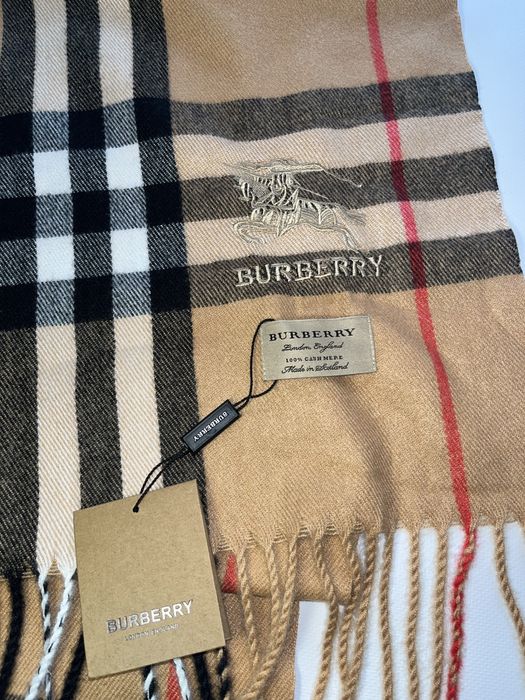 BURBERRY
BURBERRY
London, England
100% CASHMERE
Made in Scotland
BURBERRY
BURBERRY
LONDON ENGLAND